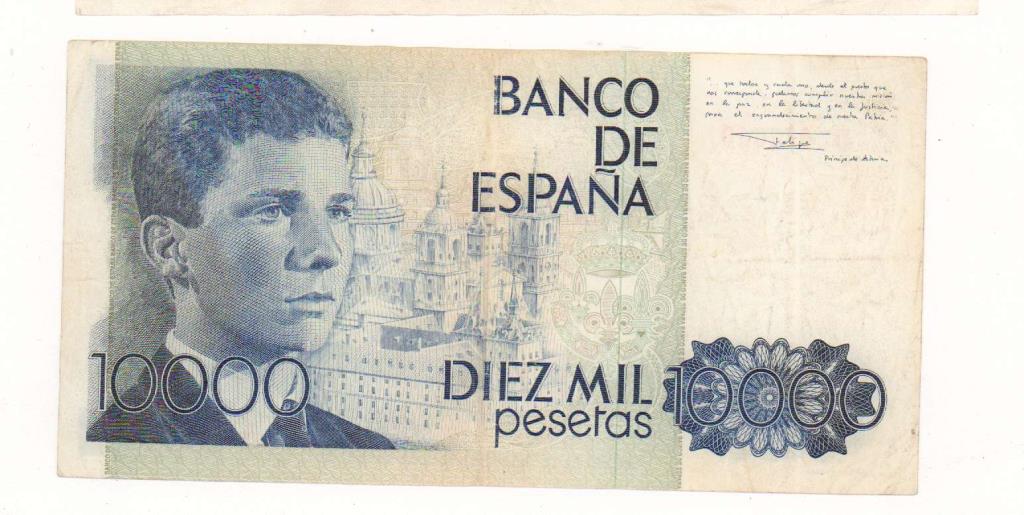 BANCO
DE
ESPAÑA
"... que todos y cada uno, desde el puesto que
nos corresponda, podamos cumplir nuestra misión
en la paz, en la libertad y en la justicia,
para el engrandecimiento de nuestra Patria."
Felipe
Príncipe de Asturias
10000
DIEZ MIL
10000
pesetas